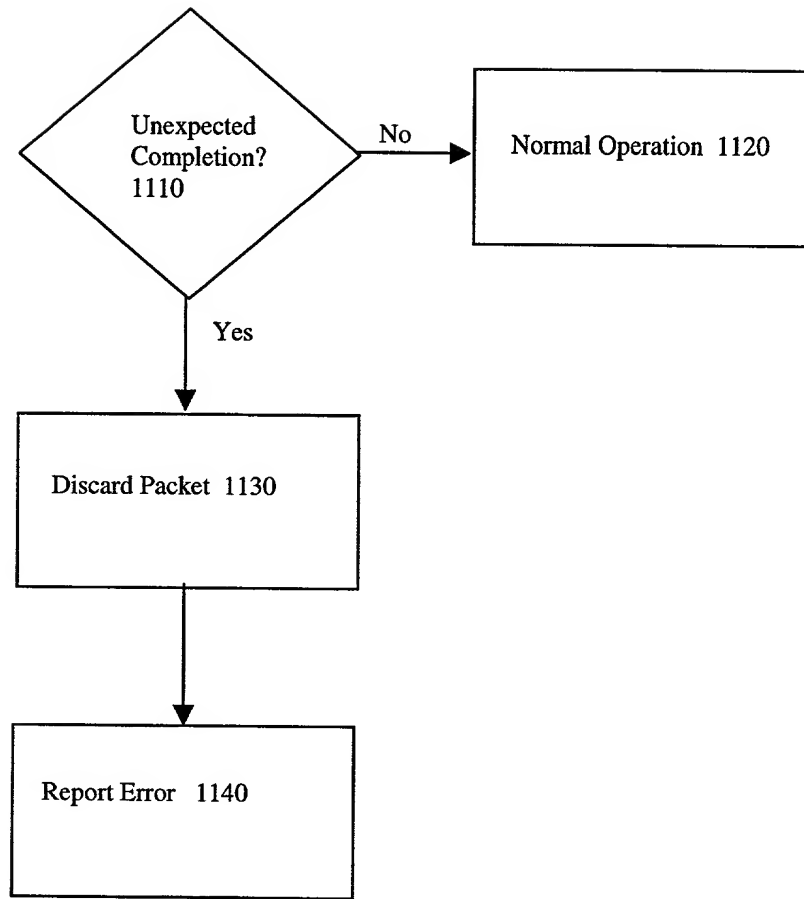 Unexpected
Completion?
1110
No
Normal Operation 1120
Yes
Discard Packet 1130
Report Error 1140